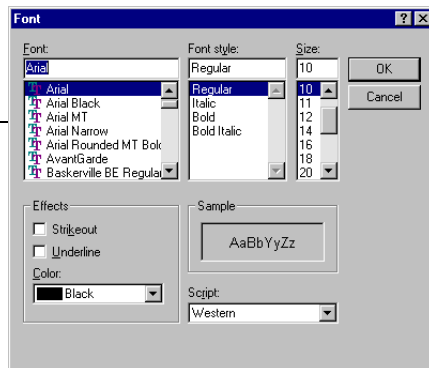 Font
Font: Font style: Size:
Arial Regular 10 OK
Arial Regular 10 Cancel
Arial Black Italic 11
Arial MT Bold 12
Arial Narrow Bold Italic 14
Arial Rounded MT Bold 16
AvantGarde 18
Baskerville BE Regular 20
Effects Sample
Strikeout
Underline AaBbYyZz
Color:
Black Script:
Western